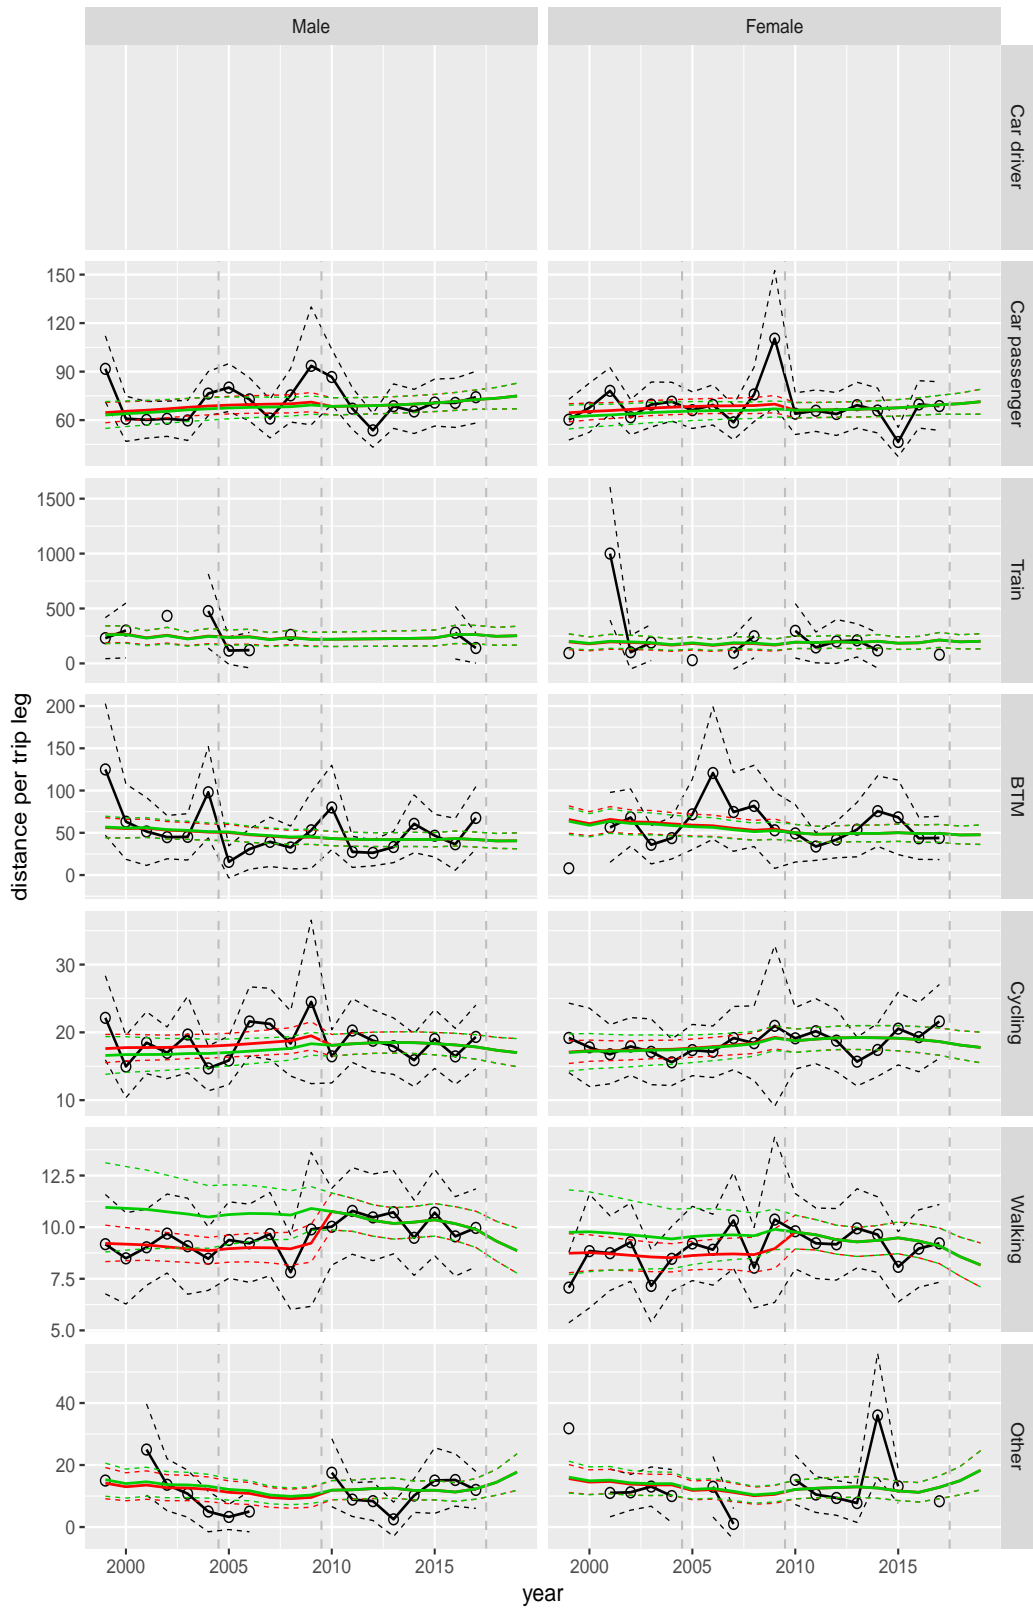 Male Female
Car driver
150
120
90
60
Car passenger
1500
1000
500
0
Train
200
150
100
50
0
BTM
distance per trip leg
30
20
10
Cycling
12.5
10.0
7.5
5.0
Walking
40
20
0
Other
2000 2005 2010 2015 2000 2005 2010 2015
year